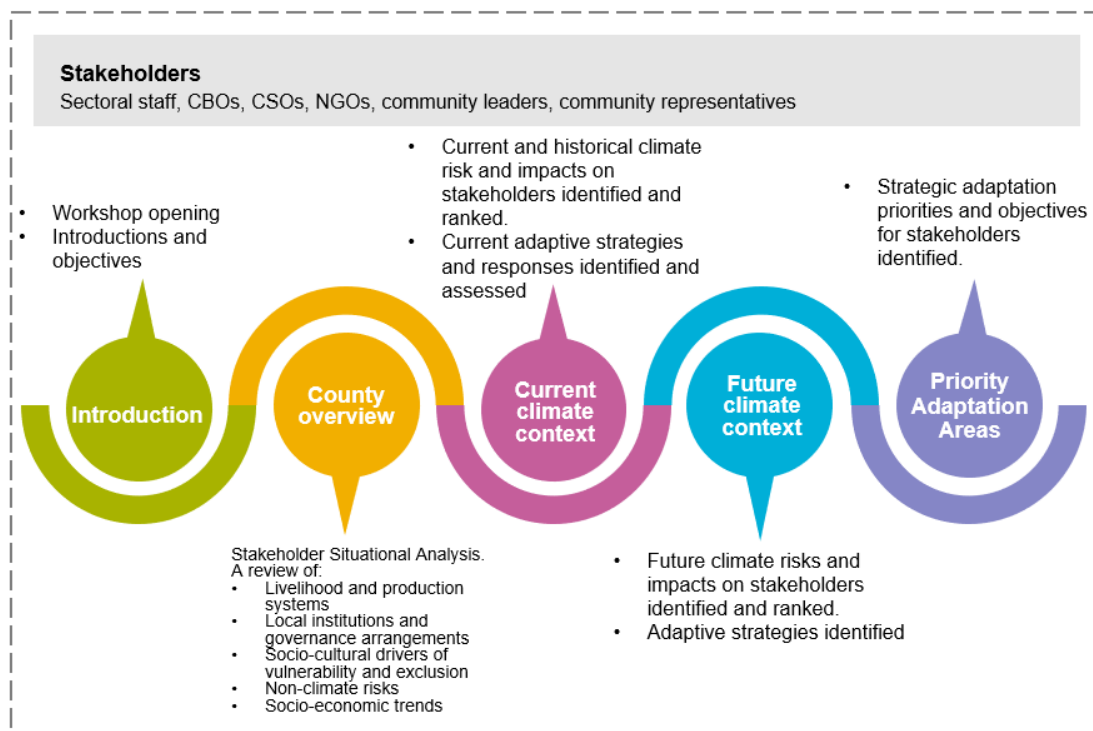 Stakeholders
Sectoral staff, CBOs, CSOs, NGOs, community leaders, community representatives
• Workshop opening
• Introductions and
objectives
Introduction
County
overview
Stakeholder Situational Analysis.
A review of:
• Livelihood and production
systems
• Local institutions and
governance arrangements
• Socio-cultural drivers of
vulnerability and exclusion
• Non-climate risks
• Socio-economic trends
• Current and historical climate
risk and impacts on
stakeholders identified and
ranked.
• Current adaptive strategies
and responses identified and
assessed
Current
climate
context
Future
climate
context
• Future climate risks and
impacts on stakeholders
identified and ranked.
• Adaptive strategies identified
• Strategic adaptation
priorities and objectives
for stakeholders
identified.
Priority
Adaptation
Areas